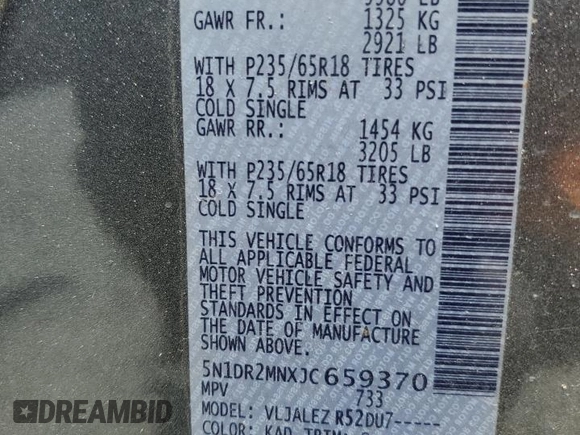 GAWR FR.: 1325 KG
2921 LB
WITH P235/65R18 TIRES
18 X 7.5 RIMS AT 33 PSI
COLD SINGLE
GAWR RR.: 1454 KG
3205 LB
WITH P235/65R18 TIRES
18 X 7.5 RIMS AT 33 PSI
COLD SINGLE
THIS VEHICLE CONFORMS TO
ALL APPLICABLE FEDERAL
MOTOR VEHICLE SAFETY AND
THEFT PREVENTION
STANDARDS IN EFFECT ON
THE DATE OF MANUFACTURE
SHOWN ABOVE.
5N1DR2MNXJC659370
MPV 733
MODEL: VLJALEZ R52DU7-----
COLOR: KAD TRIM:
DREAMBID